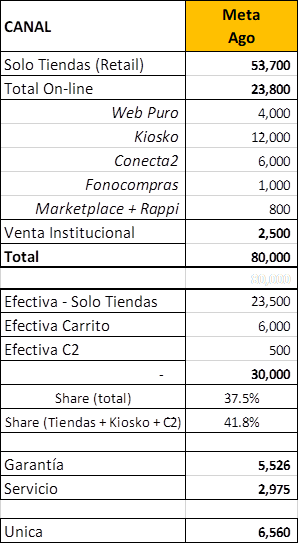 CANAL Meta Ago
Solo Tiendas (Retail) 53,700
Total On-line 23,800
Web Puro 4,000
Kiosko 12,000
Conecta2 6,000
Fonocompras 1,000
Marketplace + Rappi 800
Venta Institucional 2,500
Total 80,000
Efectiva - Solo Tiendas 23,500
Efectiva Carrito 6,000
Efectiva C2 500
- 30,000
Share (total) 37.5%
Share (Tiendas + Kiosko + C2) 41.8%
Garantía 5,526
Servicio 2,975
Unica 6,560